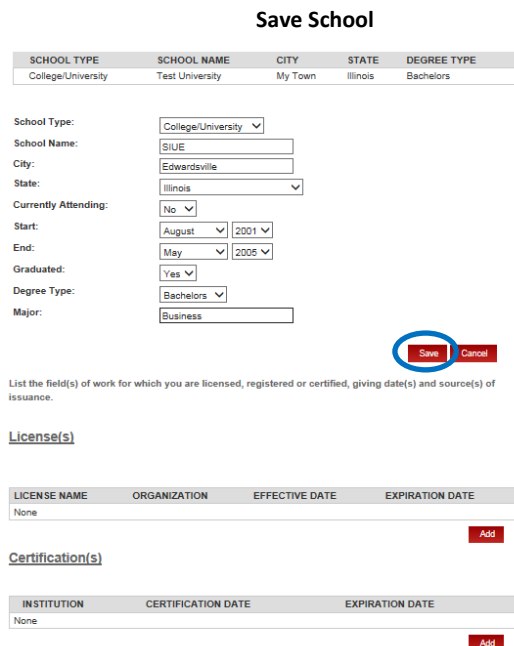 Save School
SCHOOL TYPE SCHOOL NAME CITY STATE DEGREE TYPE
College/University Test University My Town Illinois Bachelors
School Type: College/University
School Name: SIUE
City: Edwardsville
State: Illinois
Currently Attending: No
Start: August 2001
End: May 2005
Graduated: Yes
Degree Type: Bachelors
Major: Business
Save Cancel
List the field(s) of work for which you are licensed, registered or certified, giving date(s) and source(s) of
issuance.
License(s)
LICENSE NAME ORGANIZATION EFFECTIVE DATE EXPIRATION DATE
None
Add
Certification(s)
INSTITUTION CERTIFICATION DATE EXPIRATION DATE
None
Add